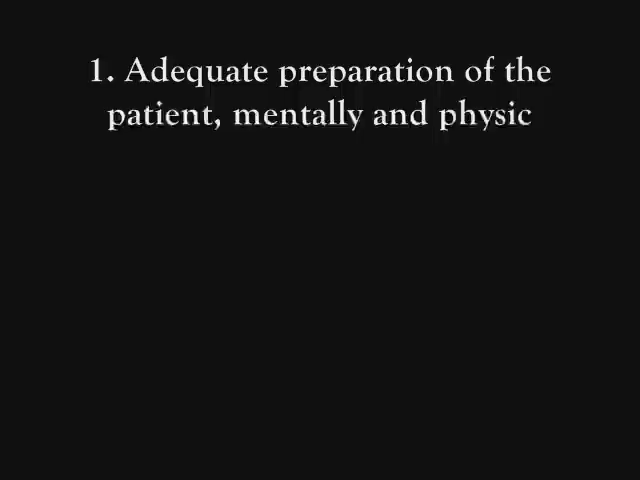 1. Adequate preparation of the
patient, mentally and physic